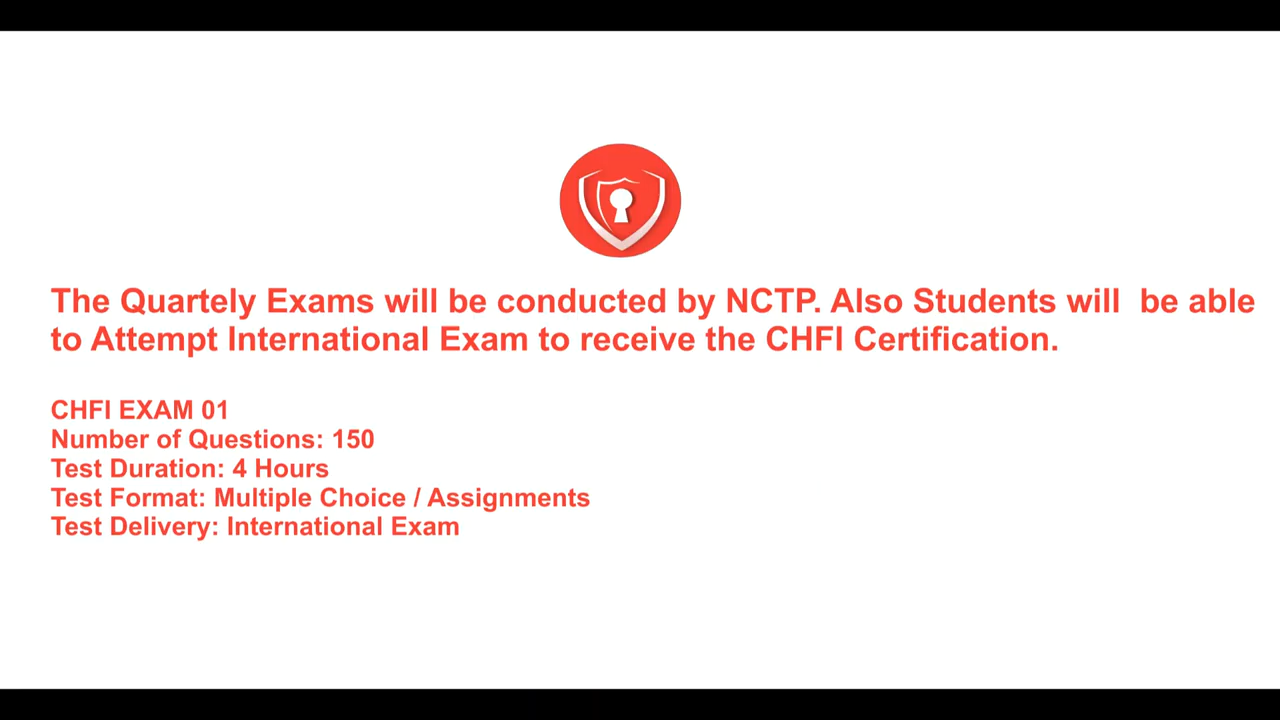 The Quartely Exams will be conducted by NCTP. Also Students will  be able
to Attempt International Exam to receive the CHFI Certification.
CHFI EXAM 01
Number of Questions: 150
Test Duration: 4 Hours
Test Format: Multiple Choice / Assignments
Test Delivery: International Exam